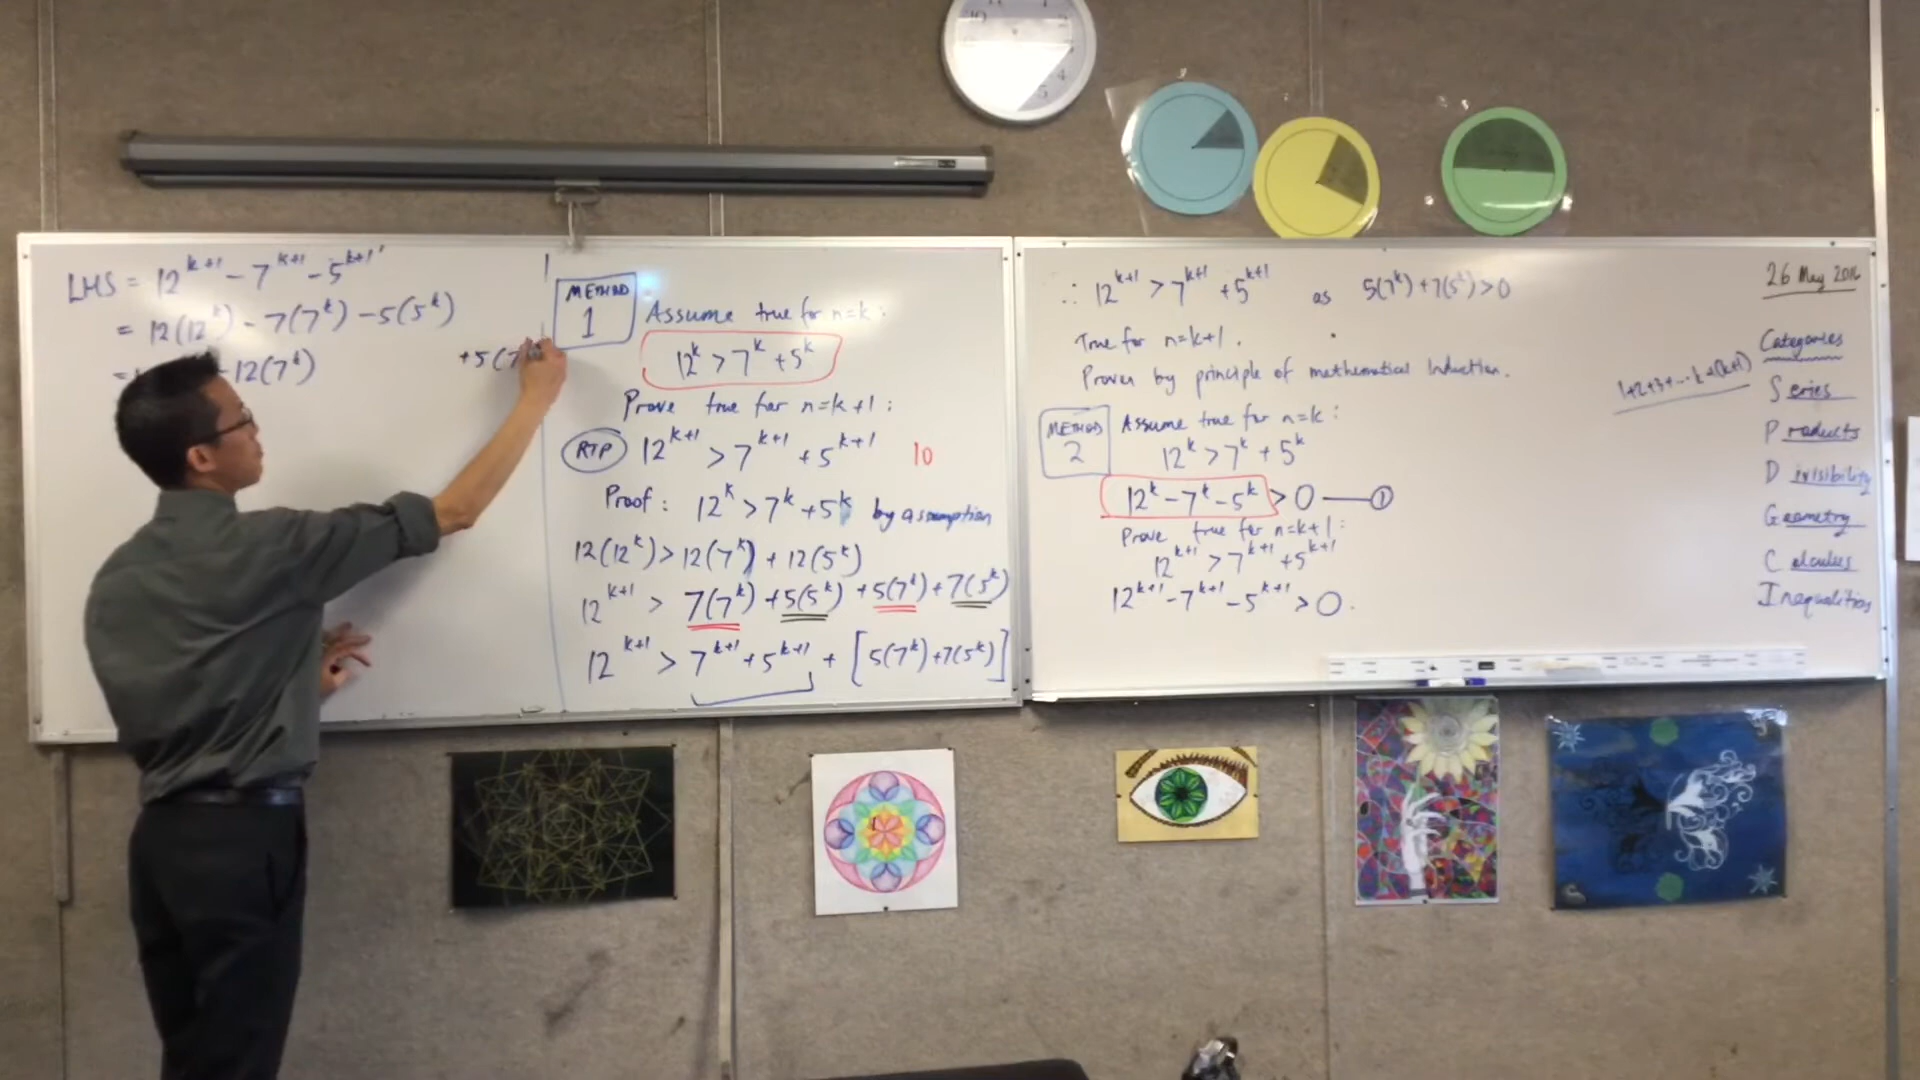 LHS = 12^{k+1} - 7^{k+1} - 5^{k+1}
= 12(12^k) - 7(7^k) - 5(5^k)
= 12(7^k) +5(7
METHOD 1
Assume true for n=k:
12^k > 7^k + 5^k
Prove true for n=k+1:
RTP 12^{k+1} > 7^{k+1} + 5^{k+1} 10
Proof: 12^k > 7^k + 5^k by assumption
12(12^k) > 12(7^k) + 12(5^k)
12^{k+1} > 7(7^k) + 5(5^k) + 5(7^k) + 7(5^k)
12^{k+1} > 7^{k+1} + 5^{k+1} + [5(7^k)+7(5^k)]
∴ 12^{k+1} > 7^{k+1} + 5^{k+1} as 5(7^k)+7(5^k)>0
True for n=k+1.
Proven by principle of mathematical induction.
METHOD 2
Assume true for n=k:
12^k > 7^k + 5^k
12^k - 7^k - 5^k > 0 — ①
Prove true for n=k+1:
12^{k+1} > 7^{k+1} + 5^{k+1}
12^{k+1} - 7^{k+1} - 5^{k+1} > 0.
1+2+3+...k+(k+1)
26 May 2016
Categories
Series
Products
Divisibility
Geometry
Calculus
Inequalities